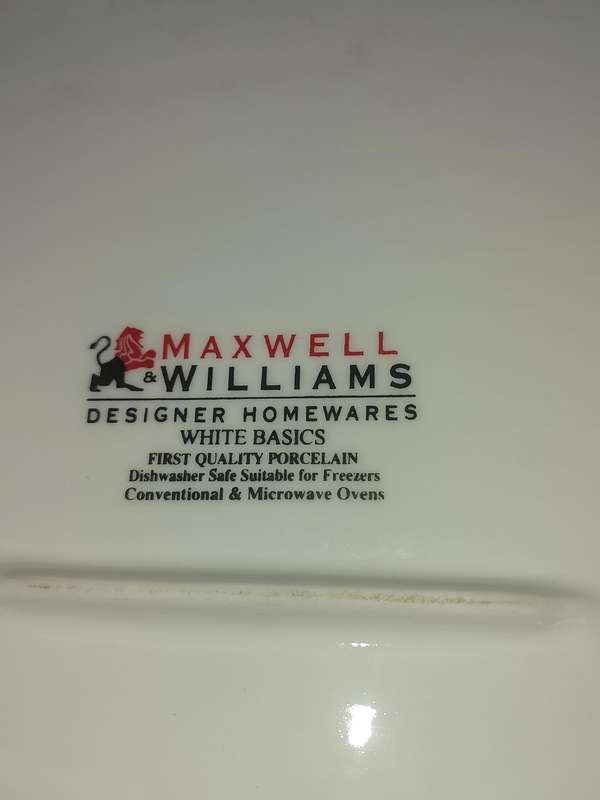 MAXWELL
& WILLIAMS
DESIGNER HOMEWARES
WHITE BASICS
FIRST QUALITY PORCELAIN
Dishwasher Safe Suitable for Freezers
Conventional & Microwave Ovens